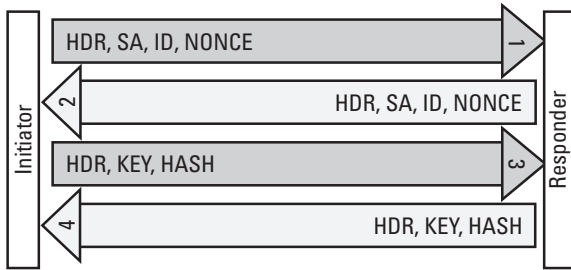 Initiator
HDR, SA, ID, NONCE
1
2
HDR, SA, ID, NONCE
HDR, KEY, HASH
3
4
HDR, KEY, HASH
Responder